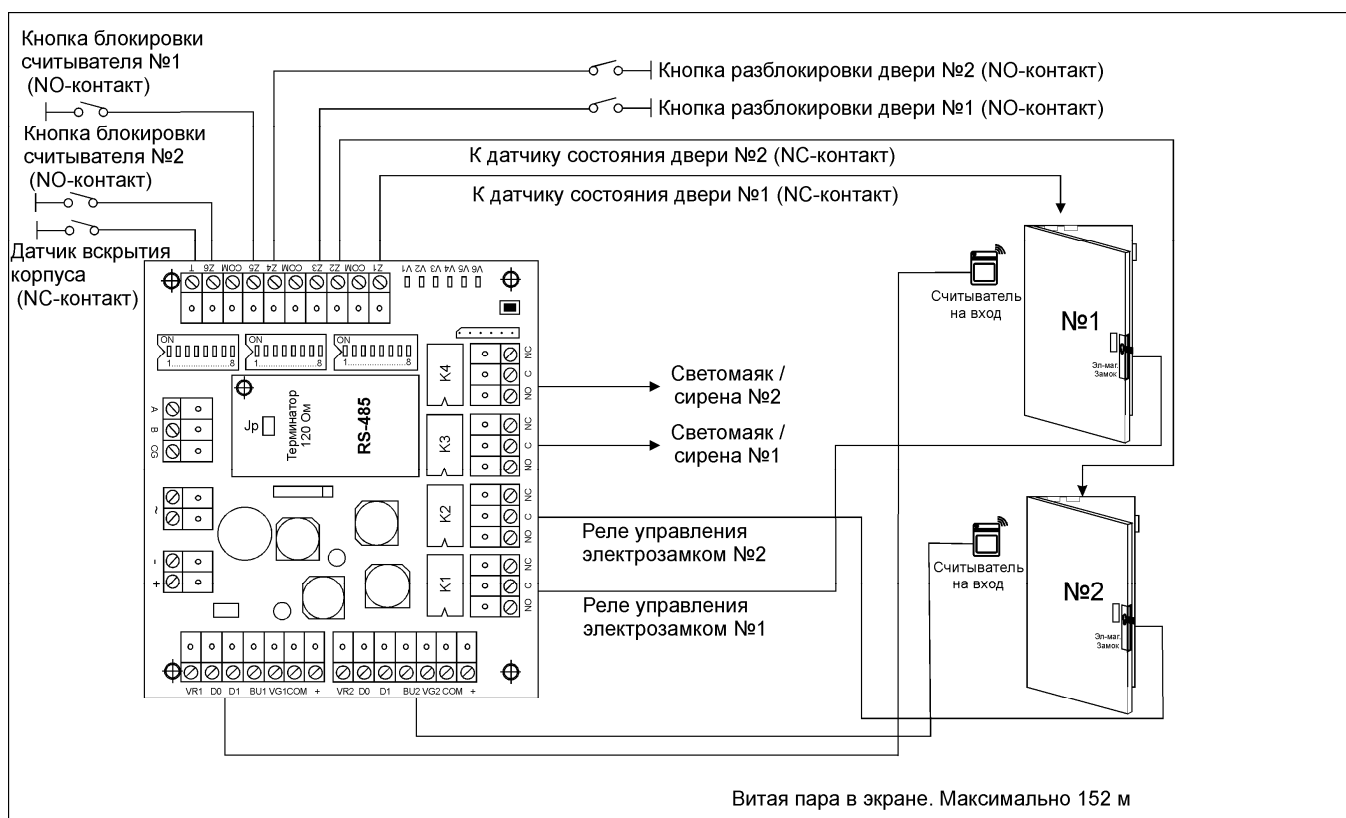 Кнопка блокировки
считывателя №1
(NO-контакт)
Кнопка разблокировки двери №2 (NO-контакт)
Кнопка разблокировки двери №1 (NO-контакт)
Кнопка блокировки
считывателя №2
(NO-контакт)
К датчику состояния двери №2 (NC-контакт)
К датчику состояния двери №1 (NC-контакт)
Датчик вскрытия
корпуса
(NC-контакт)
T Z6 COM Z5 Z4 COM Z3 Z2 COM Z1
V1 V2 V3 V4 V5 V6
ON
1..............8
ON
1..............8
ON
1..............8
A
B
CG
Jp
Терминатор
120 Ом
RS-485
~
-
+
K4
NC
C
NO
K3
NC
C
NO
K2
NC
C
NO
K1
NC
C
NO
Светомаяк /
сирена №2
Светомаяк /
сирена №1
Реле управления
электрозамком №2
Реле управления
электрозамком №1
Считыватель
на вход
№1
Эл-маг.
Замок
Считыватель
на вход
№2
Эл-маг.
Замок
VR1 D0 D1 BU1 VG1COM +
VR2 D0 D1 BU2 VG2 COM +
Витая пара в экране. Максимально 152 м